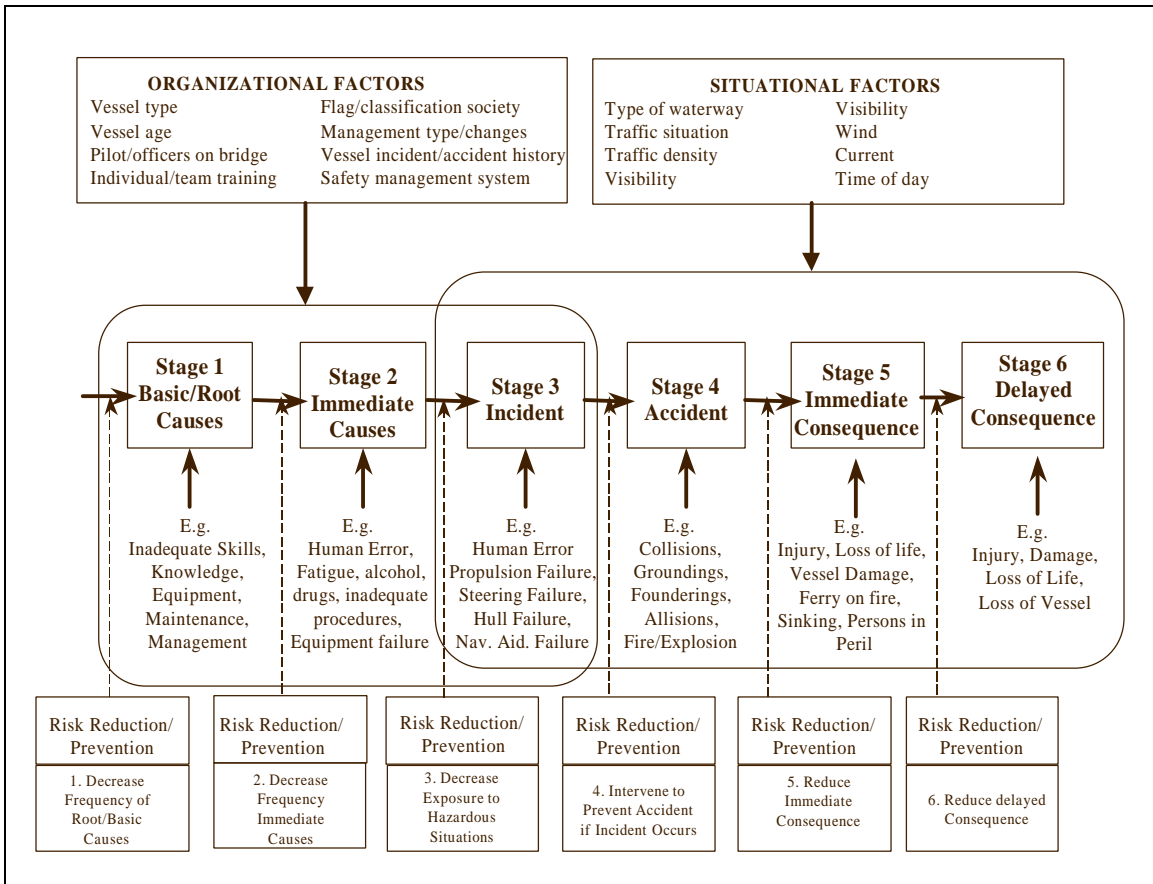 ORGANIZATIONAL FACTORS
Vessel type
Vessel age
Pilot/officers on bridge
Individual/team training
Flag/classification society
Management type/changes
Vessel incident/accident history
Safety management system
SITUATIONAL FACTORS
Type of waterway
Traffic situation
Traffic density
Visibility
Visibility
Wind
Current
Time of day
Stage 1
Basic/Root
Causes
Stage 2
Immediate
Causes
Stage 3
Incident
Stage 4
Accident
Stage 5
Immediate
Consequence
Stage 6
Delayed
Consequence
E.g.
Inadequate Skills,
Knowledge,
Equipment,
Maintenance,
Management
E.g.
Human Error,
Fatigue, alcohol,
drugs, inadequate
procedures,
Equipment failure
E.g.
Human Error
Propulsion Failure,
Steering Failure,
Hull Failure,
Nav. Aid. Failure
E.g.
Collisions,
Groundings,
Founderings,
Allisions,
Fire/Explosion
E.g.
Injury, Loss of life,
Vessel Damage,
Ferry on fire,
Sinking, Persons in
Peril
E.g.
Injury, Damage,
Loss of Life,
Loss of Vessel
Risk Reduction/
Prevention
1. Decrease
Frequency of
Root/Basic
Causes
Risk Reduction/
Prevention
2. Decrease
Frequency
Immediate
Causes
Risk Reduction/
Prevention
3. Decrease
Exposure to
Hazardous
Situations
Risk Reduction/
Prevention
4. Intervene to
Prevent Accident
if Incident Occurs
Risk Reduction/
Prevention
5. Reduce
Immediate
Consequence
Risk Reduction/
Prevention
6. Reduce delayed
Consequence